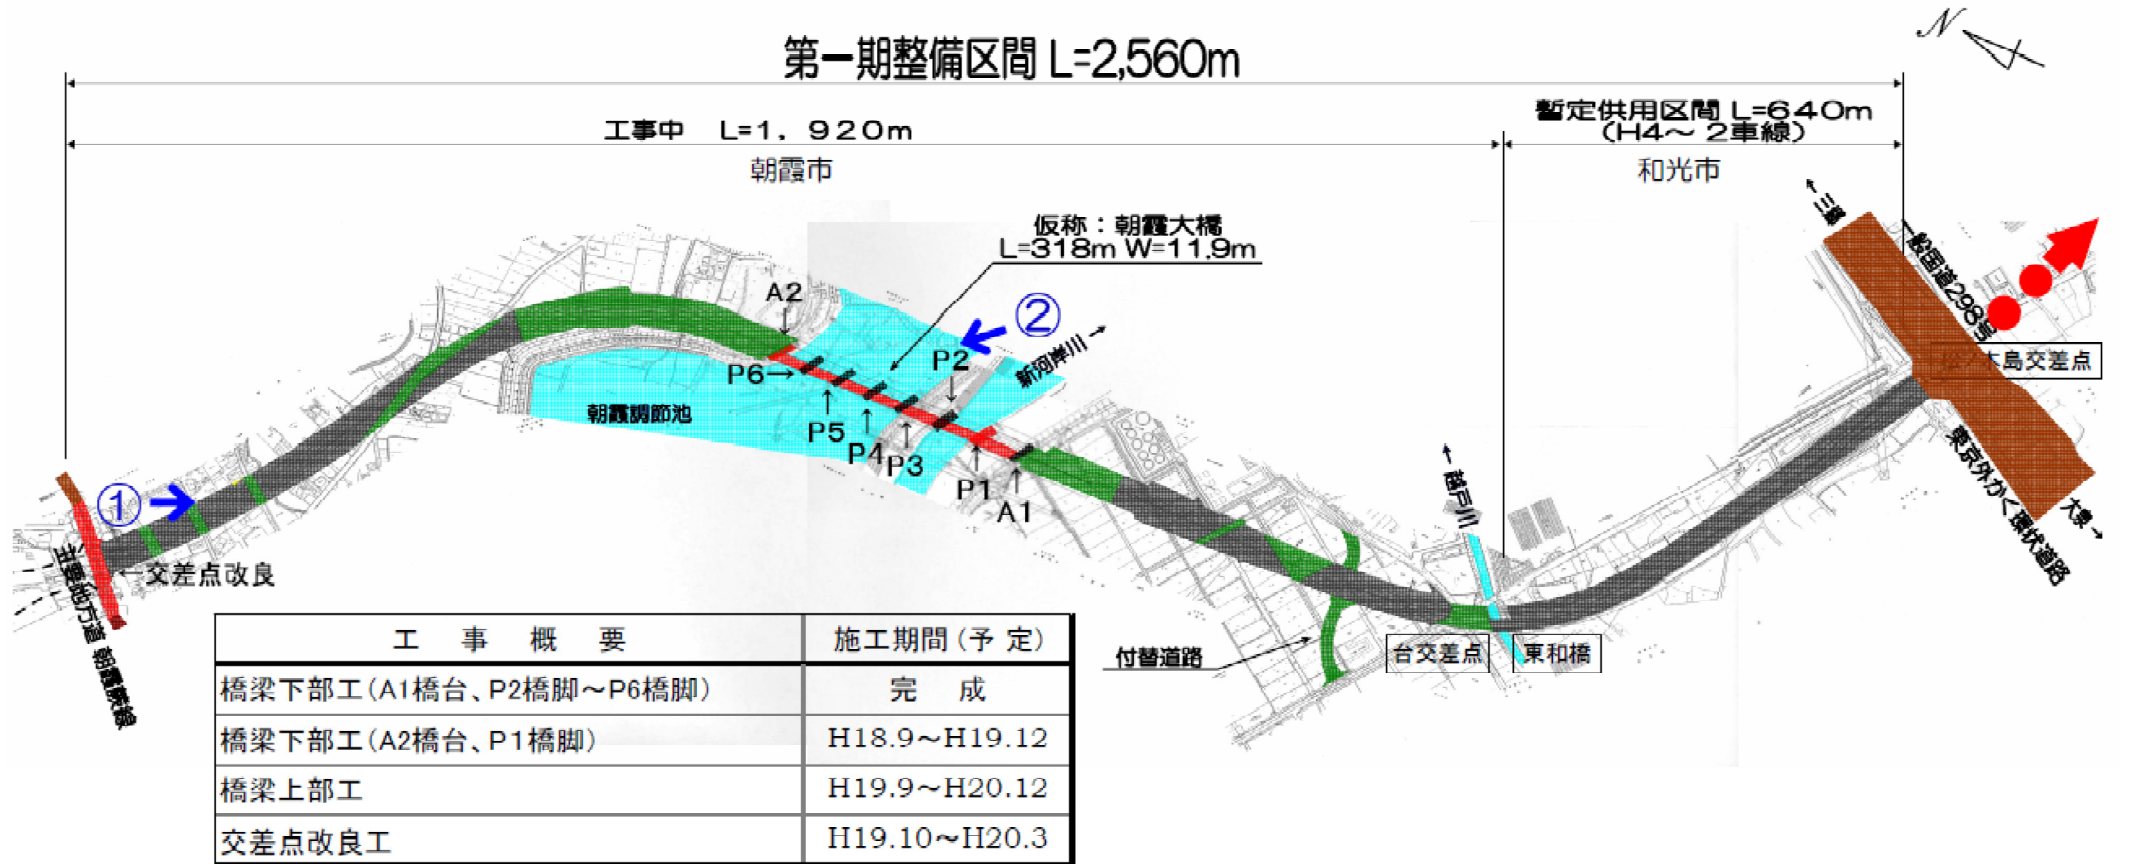 N
第一期整備区間 L=2,560m
工事中 L=1. 920m
暫定供用区間 L=640m
(H4～ 2車線)
朝霞市
和光市
仮称：朝霞大橋
L=318m W=11.9m
←三郷
一般国道298号
A2
②
新河岸川→
P2
P6→
島交差点
朝霞調節池
P5
P4
P3
P1
A1
①
←越戸川
東京外かく環状道路
大泉→
←交差点改良
主要地方道 朝霞蕨線
付替道路
台交差点
東和橋
工 事 概 要 施工期間(予 定)
橋梁下部工(A1橋台、P2橋脚～P6橋脚) 完 成
橋梁下部工(A2橋台、P1橋脚) H18.9～H19.12
橋梁上部工 H19.9～H20.12
交差点改良工 H19.10～H20.3